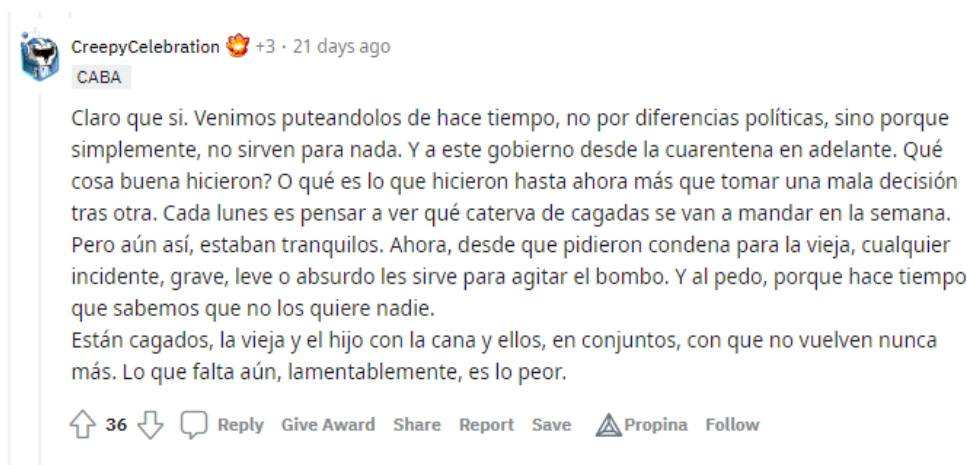 CreepyCelebration +3 · 21 days ago
CABA
Claro que si. Venimos puteandolos de hace tiempo, no por diferencias políticas, sino porque
simplemente, no sirven para nada. Y a este gobierno desde la cuarentena en adelante. Qué
cosa buena hicieron? O qué es lo que hicieron hasta ahora más que tomar una mala decisión
tras otra. Cada lunes es pensar a ver qué caterva de cagadas se van a mandar en la semana.
Pero aún así, estaban tranquilos. Ahora, desde que pidieron condena para la vieja, cualquier
incidente, grave, leve o absurdo les sirve para agitar el bombo. Y al pedo, porque hace tiempo
que sabemos que no los quiere nadie.
Están cagados, la vieja y el hijo con la cana y ellos, en conjuntos, con que no vuelven nunca
más. Lo que falta aún, lamentablemente, es lo peor.
36 Reply Give Award Share Report Save Propina Follow